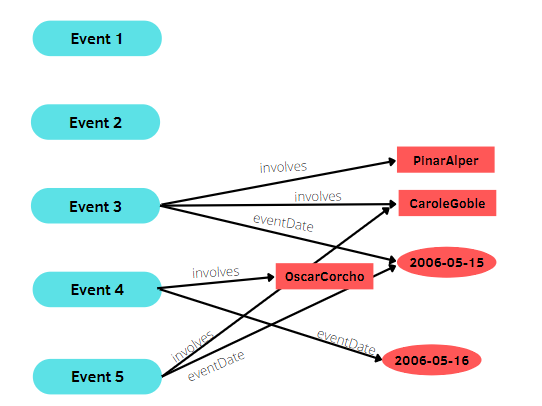 Event 1
Event 2
involves
PInarAlper
Event 3
involves
CaroleGoble
eventDate
2006-05-15
Event 4
involves
OscarCorcho
involves
eventDate
eventDate
2006-05-16
Event 5